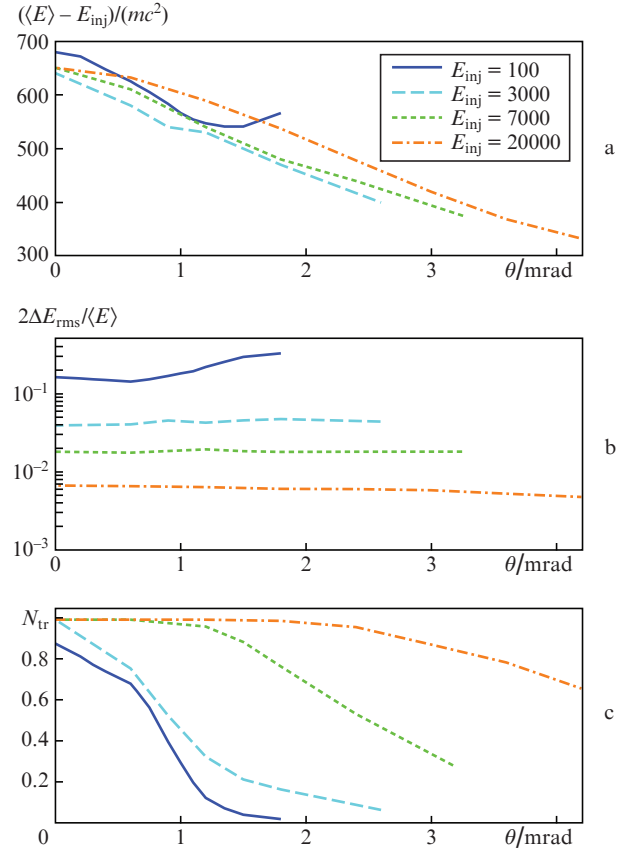 (⟨E⟩ – E_inj)/(mc²)
700
600
500
400
300
E_inj = 100
E_inj = 3000
E_inj = 7000
E_inj = 20000
a
0 1 2 3 θ/mrad
2ΔE_rms/⟨E⟩
10⁻¹
10⁻²
10⁻³
b
0 1 2 3 θ/mrad
N_tr
0.8
0.6
0.4
0.2
c
0 1 2 3 θ/mrad